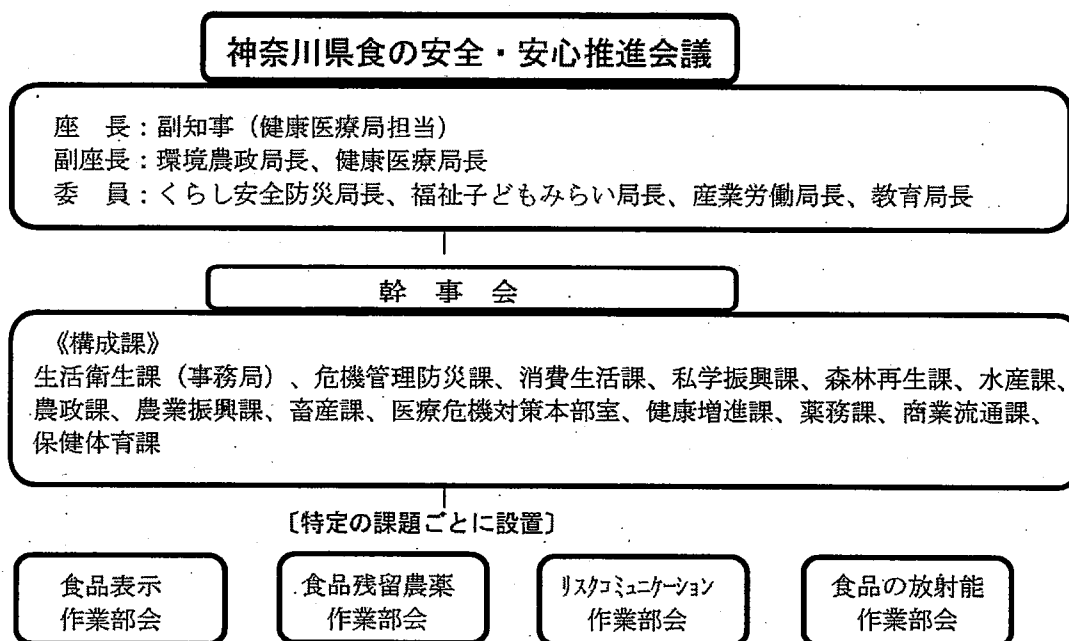 神奈川県食の安全・安心推進会議
座　長：副知事（健康医療局担当）
副座長：環境農政局長、健康医療局長
委　員：くらし安全防災局長、福祉子どもみらい局長、産業労働局長、教育局長
幹　事　会
《構成課》
生活衛生課（事務局）、危機管理防災課、消費生活課、私学振興課、森林再生課、水産課、
農政課、農業振興課、畜産課、医療危機対策本部室、健康増進課、薬務課、商業流通課、
保健体育課
〔特定の課題ごとに設置〕
食品表示
作業部会
食品残留農薬
作業部会
ﾘｽｸｺﾐｭﾆｹｰｼｮﾝ
作業部会
食品の放射能
作業部会